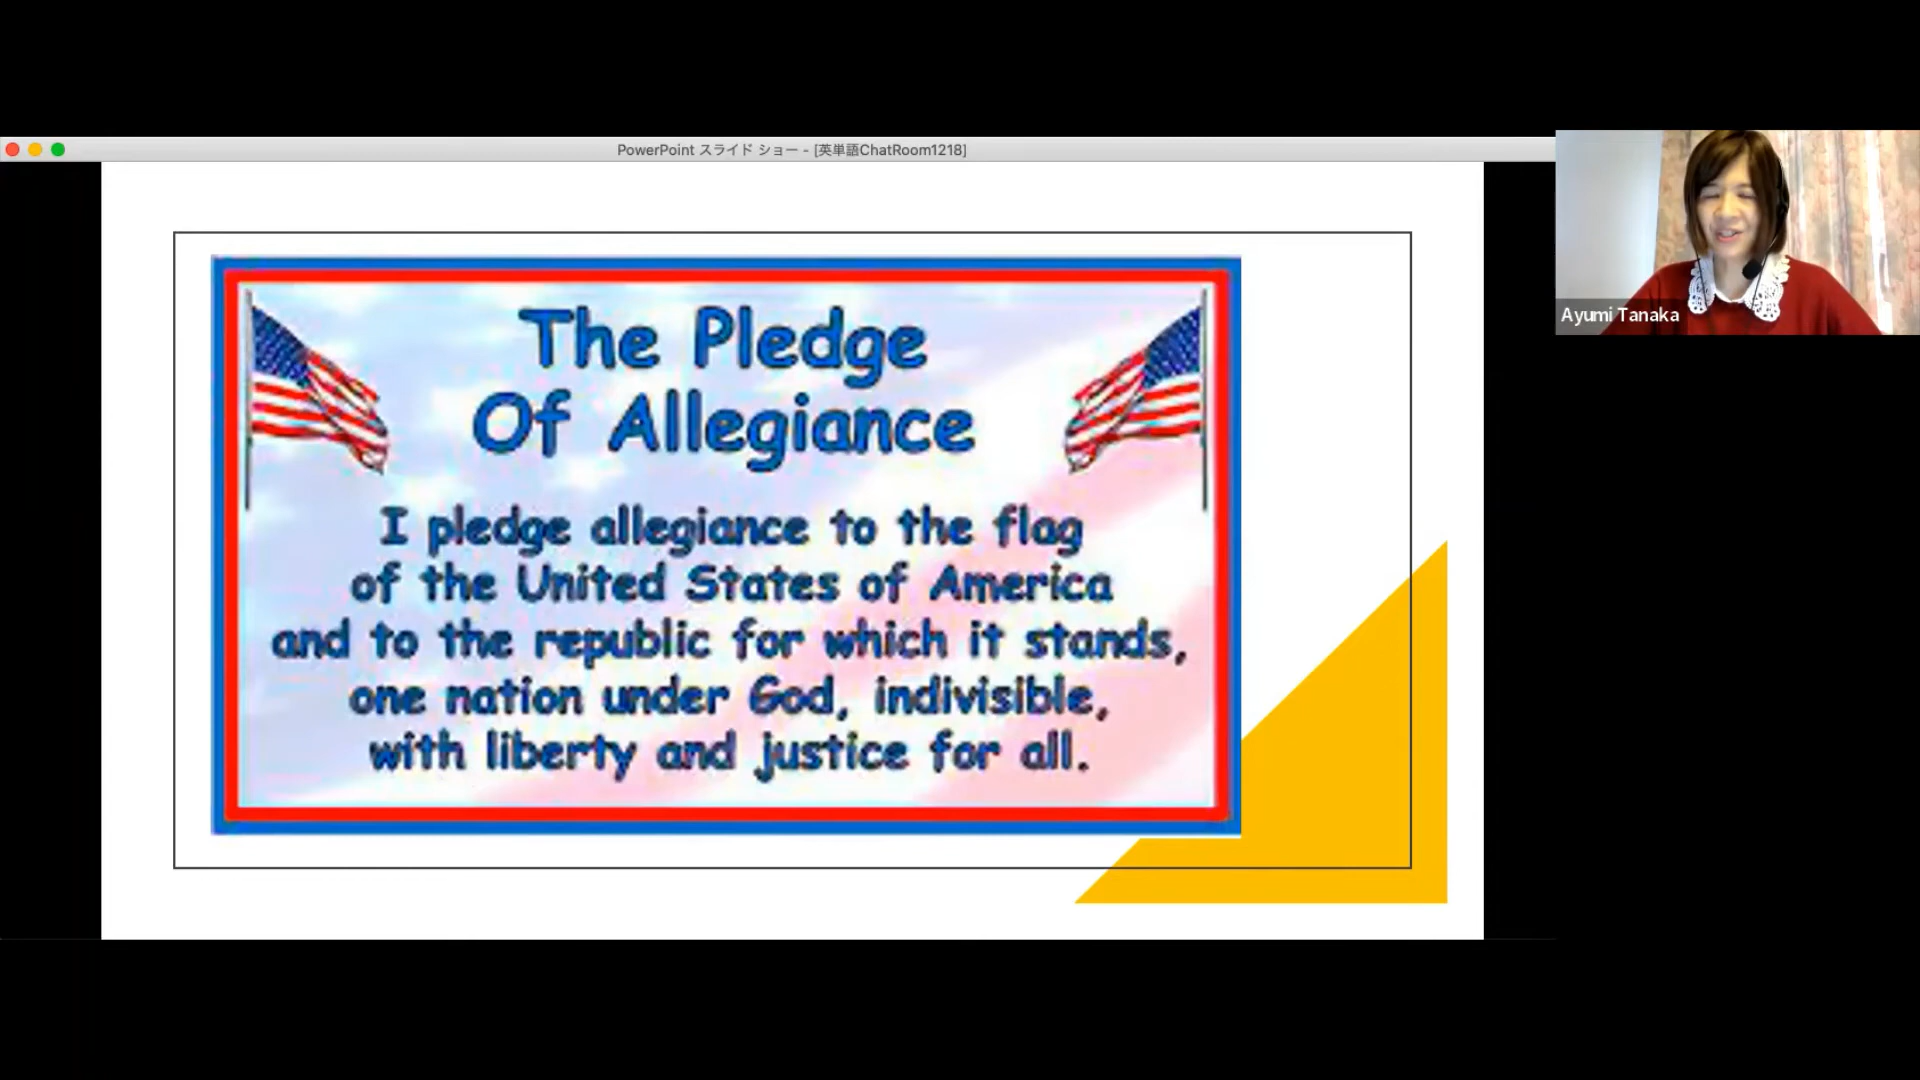 PowerPoint スライド ショー - [英単語ChatRoom1218]
The Pledge
Of Allegiance
I pledge allegiance to the flag
of the United States of America
and to the republic for which it stands,
one nation under God, indivisible,
with liberty and justice for all.
Ayumi Tanaka